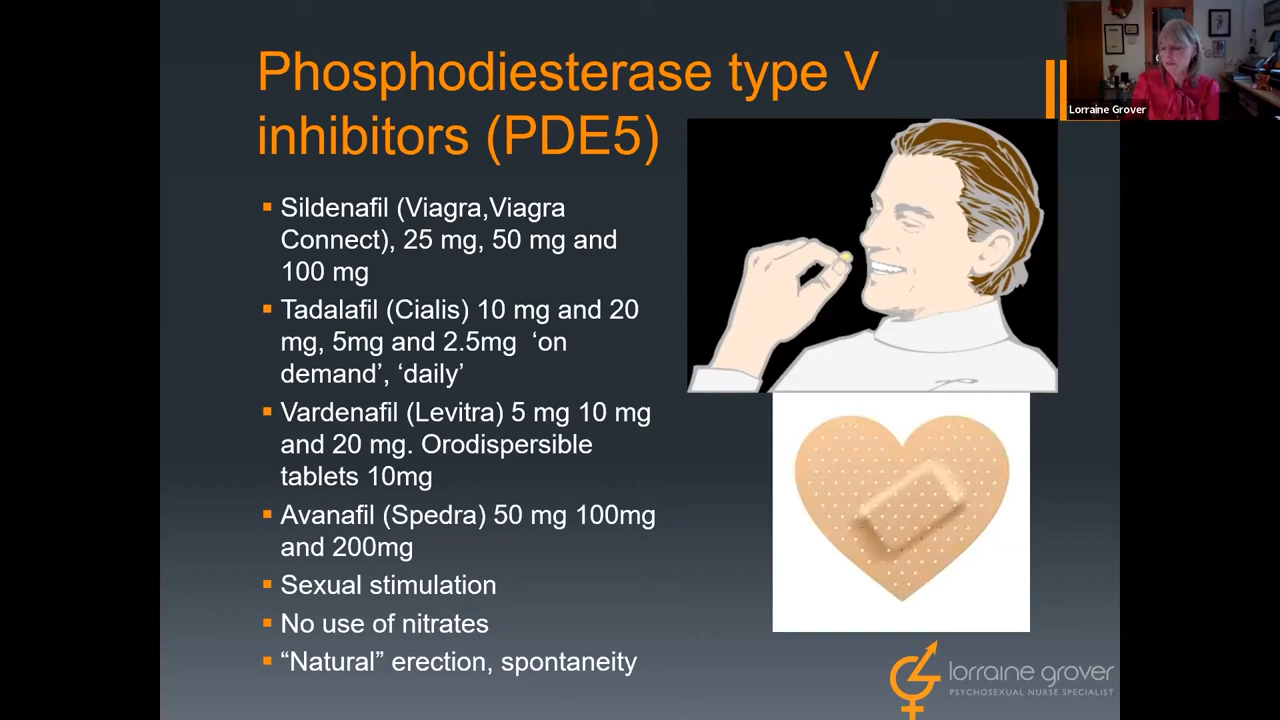 Phosphodiesterase type V
inhibitors (PDE5)
Lorraine Grover
Sildenafil (Viagra,Viagra
Connect), 25 mg, 50 mg and
100 mg
Tadalafil (Cialis) 10 mg and 20
mg, 5mg and 2.5mg ‘on
demand’, ‘daily’
Vardenafil (Levitra) 5 mg 10 mg
and 20 mg. Orodispersible
tablets 10mg
Avanafil (Spedra) 50 mg 100mg
and 200mg
Sexual stimulation
No use of nitrates
“Natural” erection, spontaneity
lorraine grover
PSYCHOSEXUAL NURSE SPECIALIST